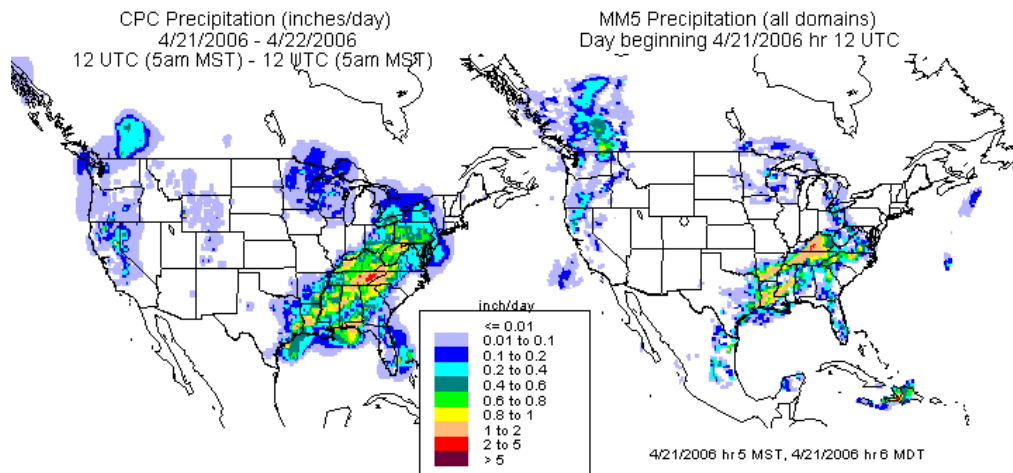 CPC Precipitation (inches/day)
4/21/2006 - 4/22/2006
12 UTC (5am MST) - 12 UTC (5am MST)
MM5 Precipitation (all domains)
Day beginning 4/21/2006 hr 12 UTC
inch/day
<= 0.01
0.01 to 0.1
0.1 to 0.2
0.2 to 0.4
0.4 to 0.6
0.6 to 0.8
0.8 to 1
1 to 2
2 to 5
> 5
4/21/2006 hr 5 MST, 4/21/2006 hr 6 MDT